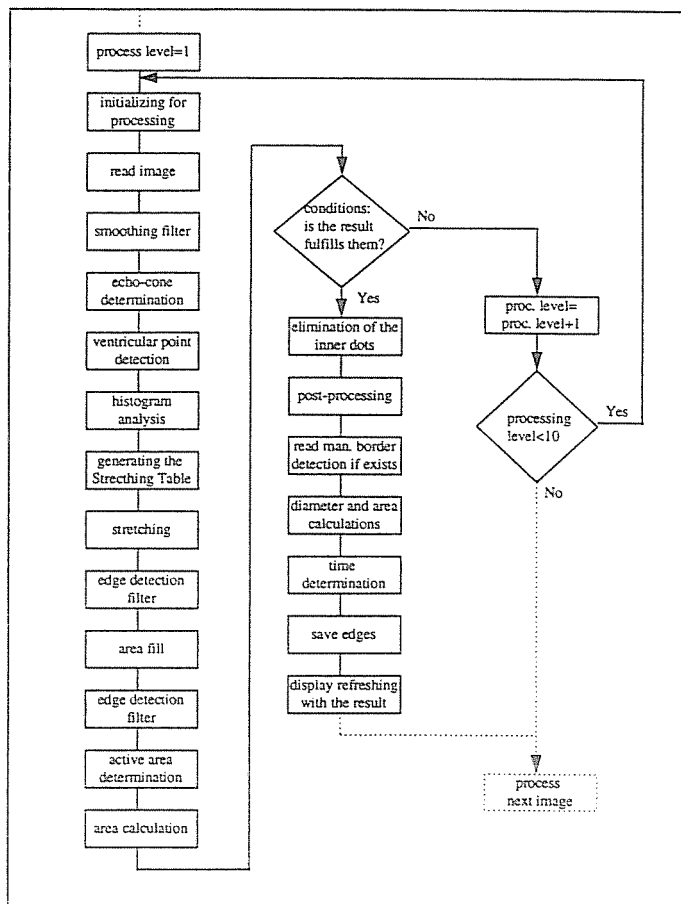 process level=1
initializing for
processing
read image
smoothing filter
echo-cone
determination
ventricular point
detection
histogram
analysis
generating the
Strecthing Table
stretching
edge detection
filter
area fill
edge detection
filter
active area
determination
area calculation
conditions:
is the result
fulfills them?
No
Yes
elimination of the
inner dots
post-processing
read man. border
detection if exists
diameter and area
calculations
time
determination
save edges
display refreshing
with the result
proc. level=
proc. level+1
processing
level<10
Yes
No
process
next image